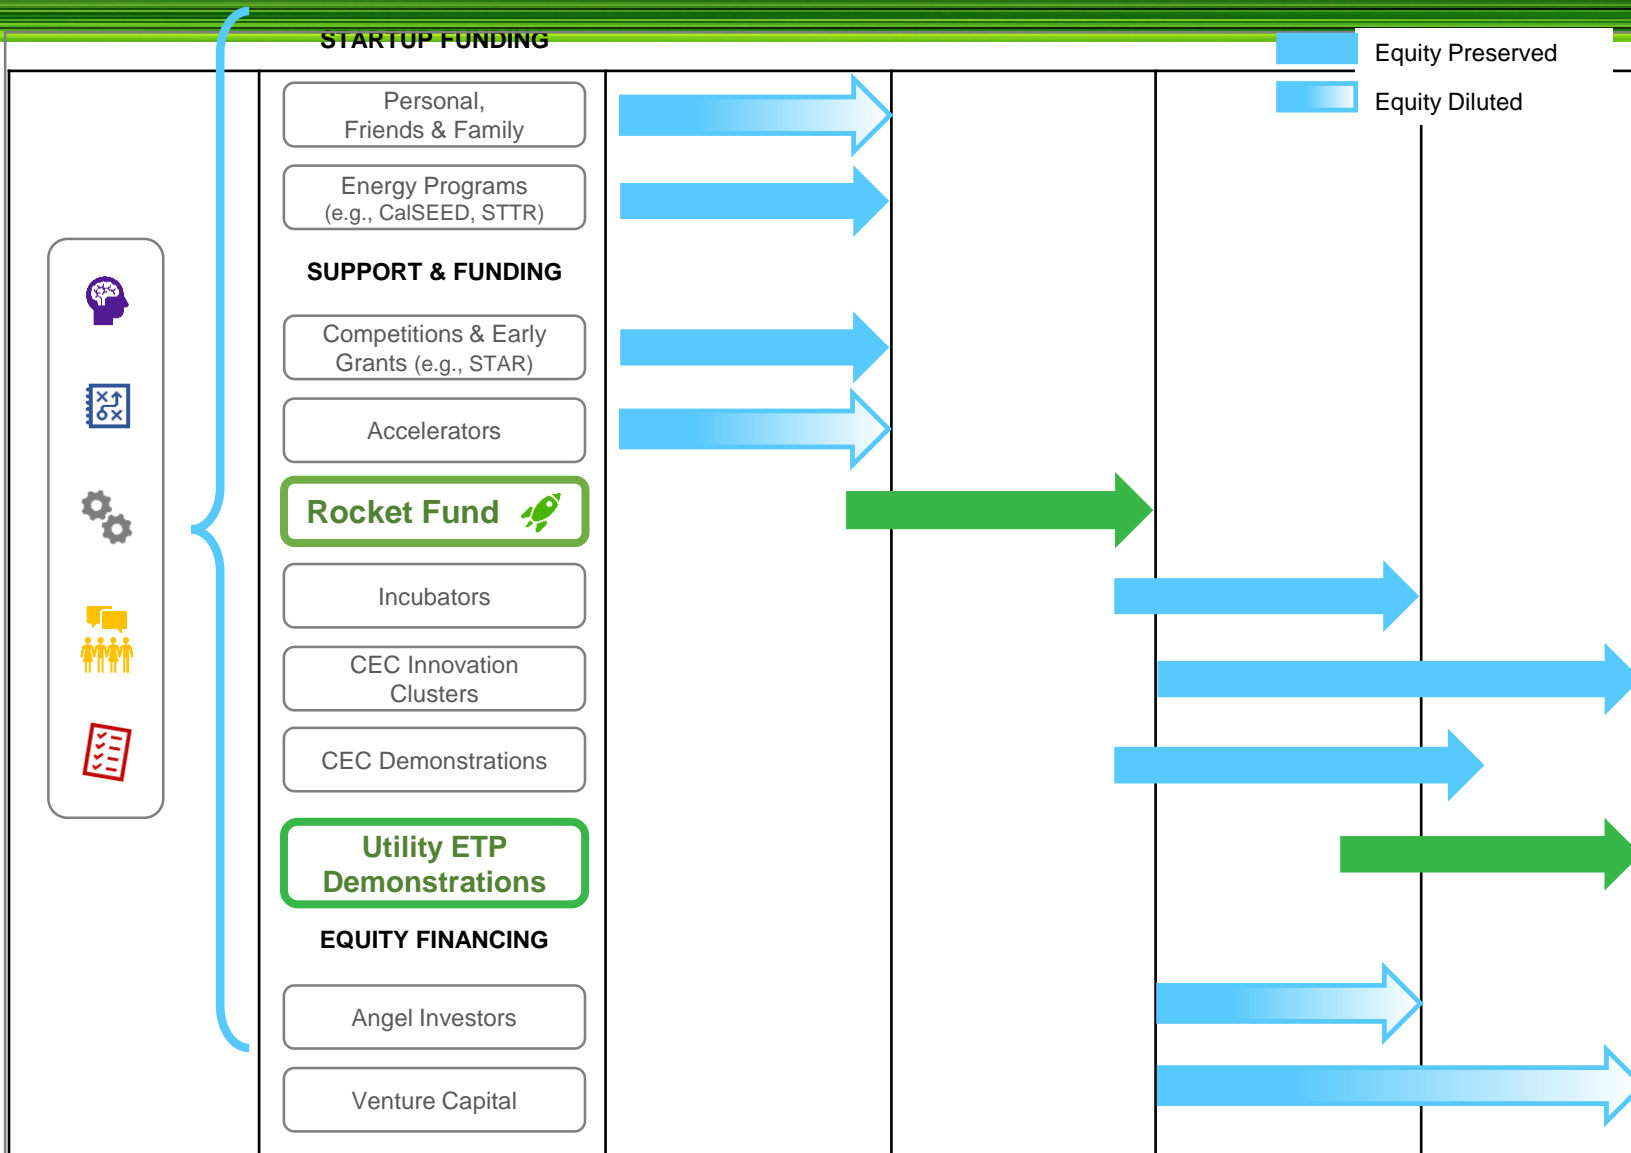 STARTUP FUNDING
Equity Preserved
Equity Diluted
Personal,
Friends & Family
Energy Programs
(e.g., CalSEED, STTR)
SUPPORT & FUNDING
Competitions & Early
Grants (e.g., STAR)
Accelerators
Rocket Fund
Incubators
CEC Innovation
Clusters
CEC Demonstrations
Utility ETP
Demonstrations
EQUITY FINANCING
Angel Investors
Venture Capital